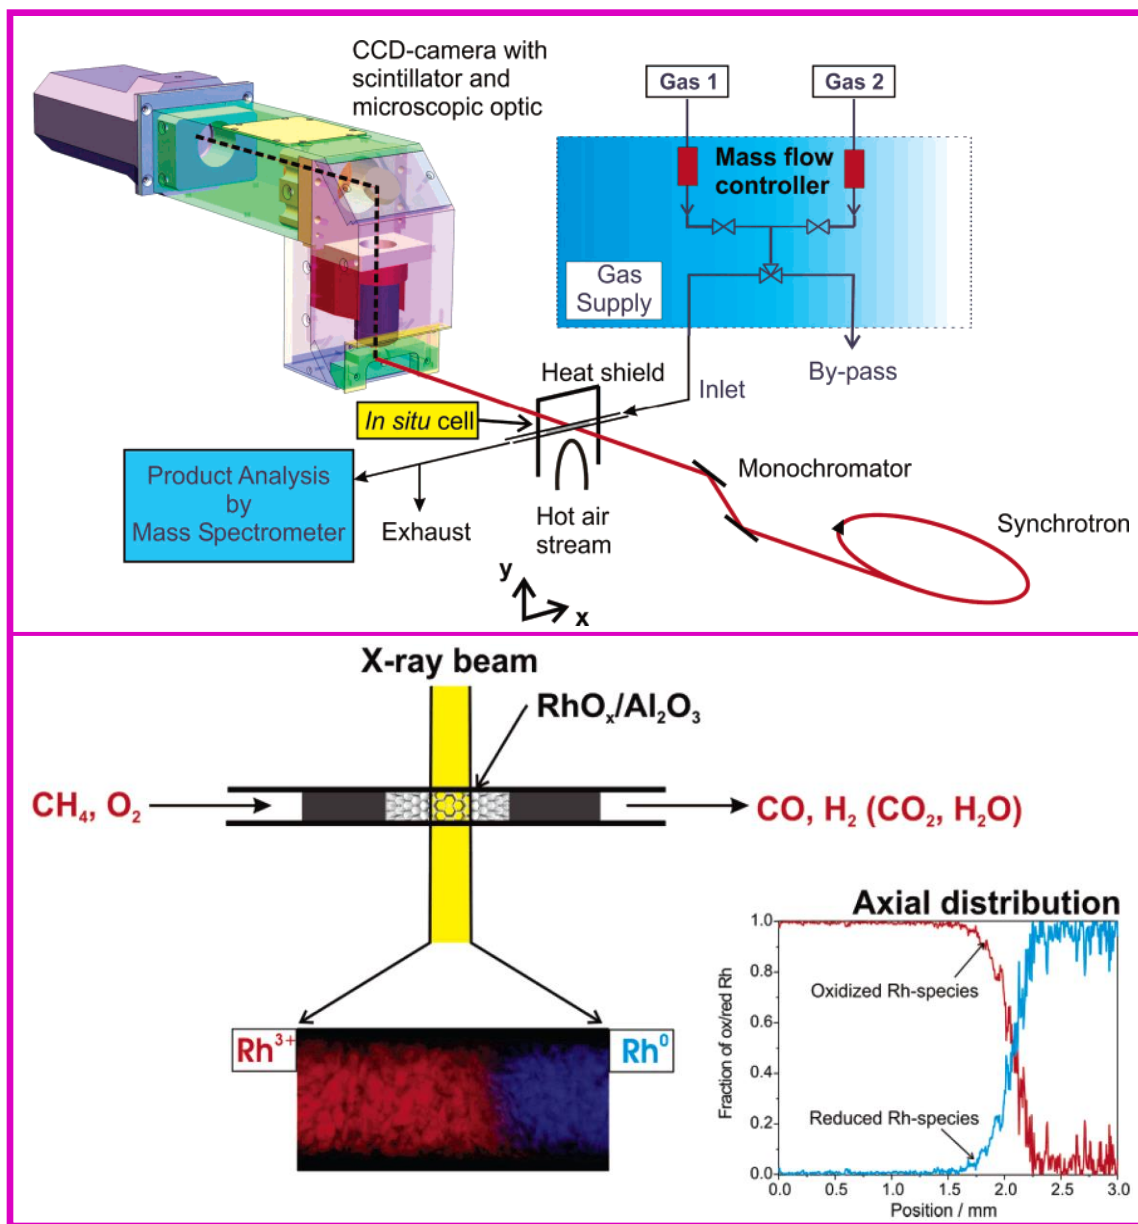 CCD-camera with
scintillator and
microscopic optic
Gas 1
Gas 2
Mass flow
controller
Gas
Supply
By-pass
Inlet
Heat shield
In situ cell
Product Analysis
by
Mass Spectrometer
Exhaust
Hot air
stream
Monochromator
Synchrotron
y
x
X-ray beam
RhOₓ/Al₂O₃
CH₄, O₂
CO, H₂ (CO₂, H₂O)
Rh³⁺
Rh⁰
Axial distribution
Fraction of ox/red Rh
1.0
0.8
0.6
0.4
0.2
0.0
Oxidized Rh-species
Reduced Rh-species
0.0 0.5 1.0 1.5 2.0 2.5 3.0
Position / mm